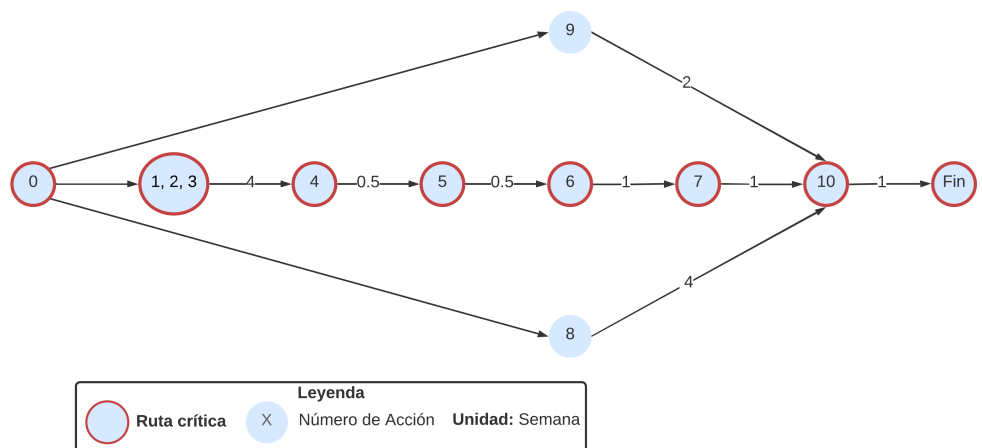 9
2
0
1, 2, 3
4
4
0.5
5
0.5
6
1
7
1
10
1
Fin
4
8
Leyenda
Ruta crítica
X
Número de Acción
Unidad: Semana